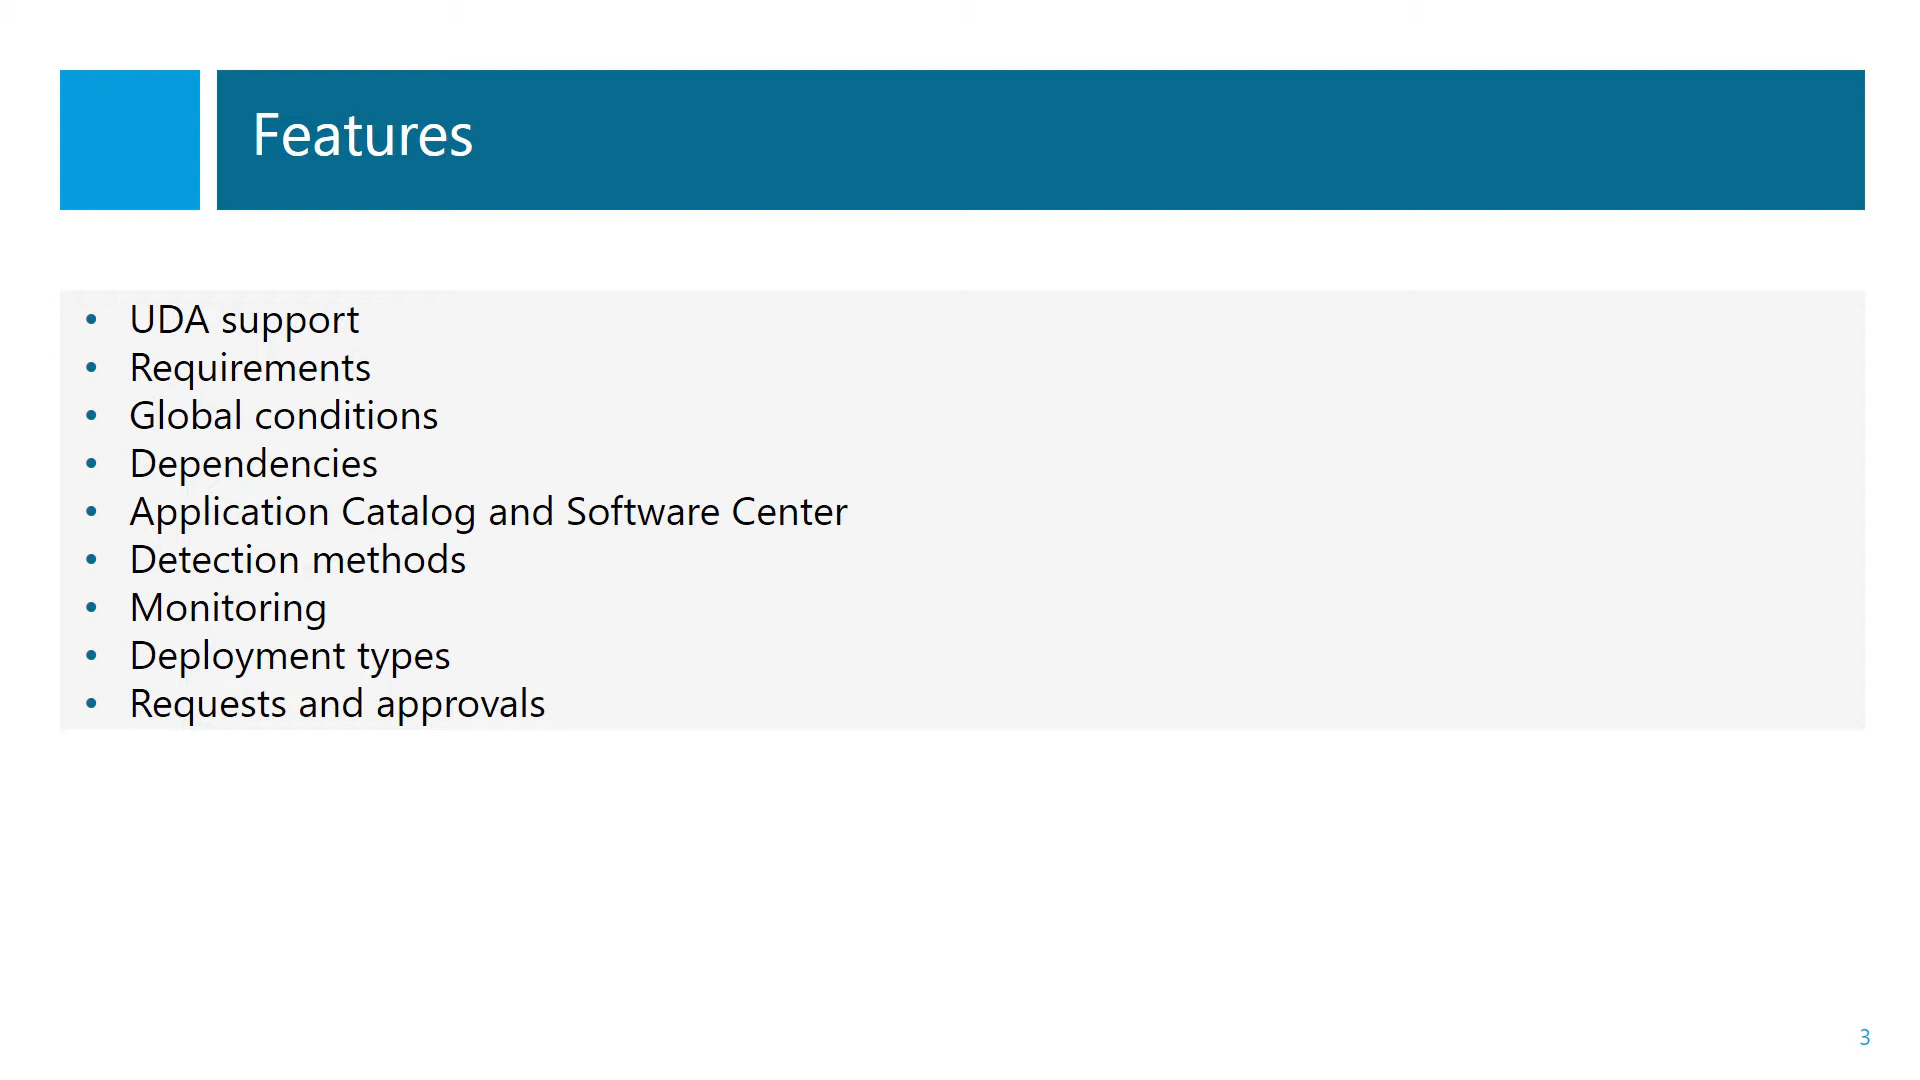 Features
• UDA support
• Requirements
• Global conditions
• Dependencies
• Application Catalog and Software Center
• Detection methods
• Monitoring
• Deployment types
• Requests and approvals
3